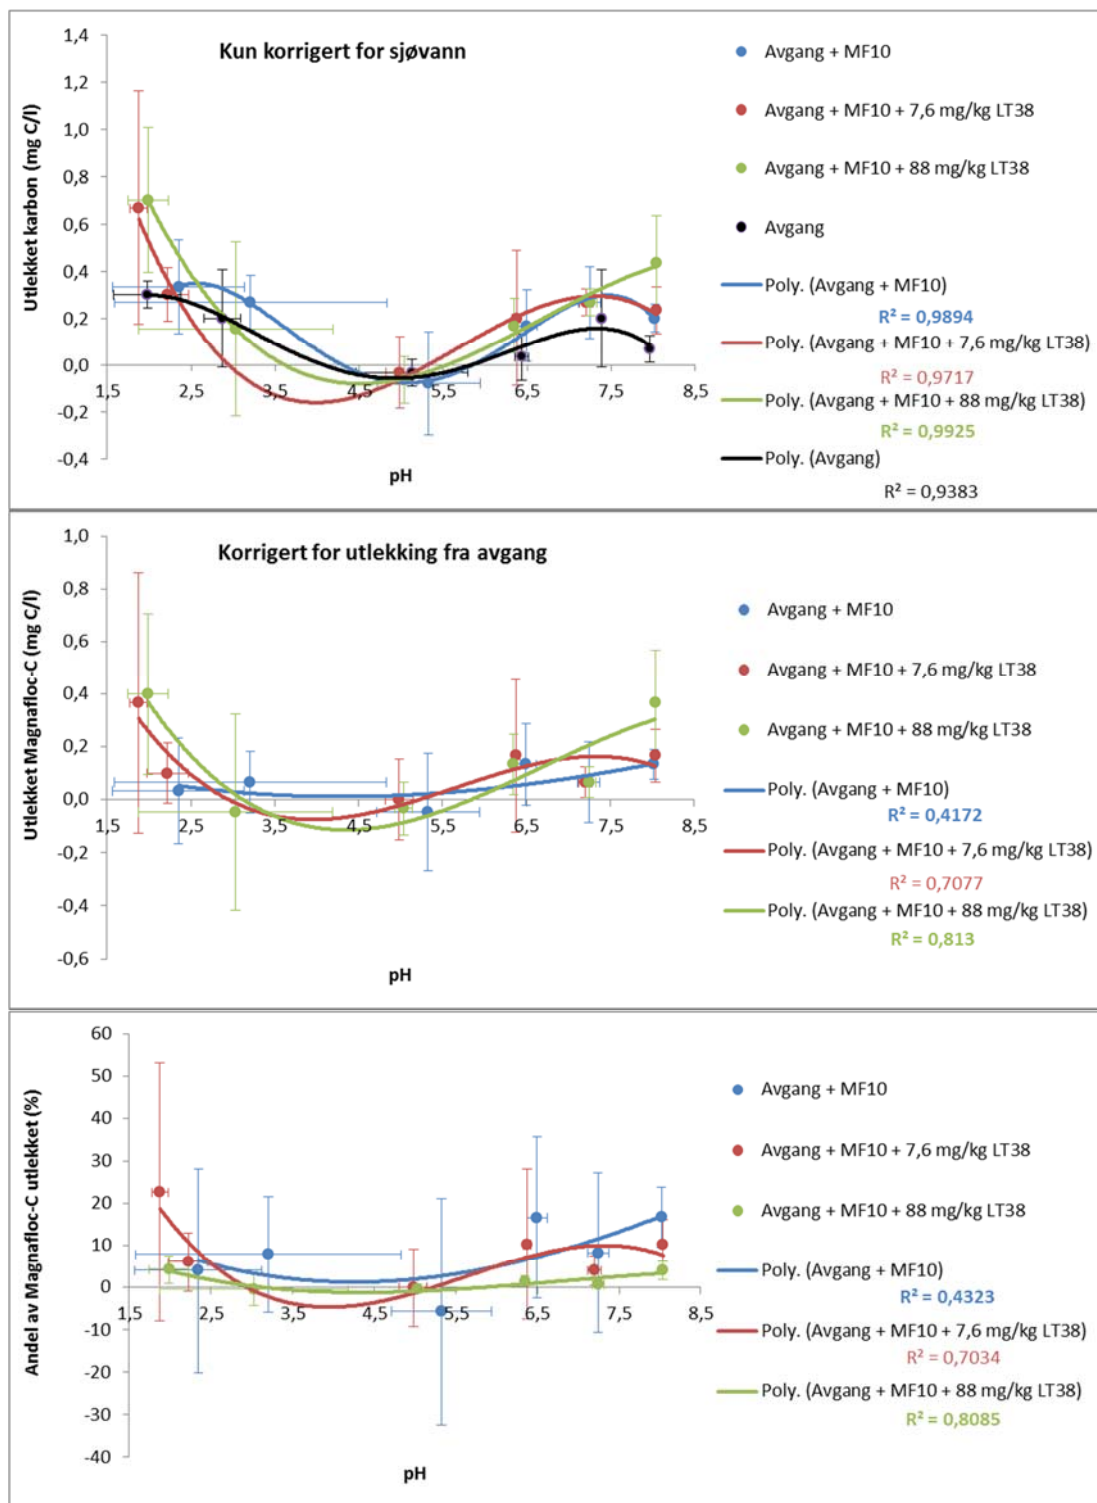 Kun korrigert for sjøvann
Utlekket karbon (mg C/l)
1,4
1,2
1,0
0,8
0,6
0,4
0,2
0,0
-0,2
-0,4
1,5
2,5
3,5
4,5
5,5
6,5
7,5
8,5
pH
Avgang + MF10
Avgang + MF10 + 7,6 mg/kg LT38
Avgang + MF10 + 88 mg/kg LT38
Avgang
Poly. (Avgang + MF10)
R² = 0,9894
Poly. (Avgang + MF10 + 7,6 mg/kg LT38)
R² = 0,9717
Poly. (Avgang + MF10 + 88 mg/kg LT38)
R² = 0,9925
Poly. (Avgang)
R² = 0,9383
Korrigert for utlekking fra avgang
Utlekket Magnafloc-C (mg C/l)
1,0
0,8
0,6
0,4
0,2
0,0
-0,2
-0,4
-0,6
1,5
2,5
3,5
4,5
5,5
6,5
7,5
8,5
pH
Avgang + MF10
Avgang + MF10 + 7,6 mg/kg LT38
Avgang + MF10 + 88 mg/kg LT38
Poly. (Avgang + MF10)
R² = 0,4172
Poly. (Avgang + MF10 + 7,6 mg/kg LT38)
R² = 0,7077
Poly. (Avgang + MF10 + 88 mg/kg LT38)
R² = 0,813
Andel av Magnafloc-C utlekket (%)
60
50
40
30
20
10
0
-10
-20
-30
-40
1,5
2,5
3,5
4,5
5,5
6,5
7,5
8,5
pH
Avgang + MF10
Avgang + MF10 + 7,6 mg/kg LT38
Avgang + MF10 + 88 mg/kg LT38
Poly. (Avgang + MF10)
R² = 0,4323
Poly. (Avgang + MF10 + 7,6 mg/kg LT38)
R² = 0,7034
Poly. (Avgang + MF10 + 88 mg/kg LT38)
R² = 0,8085